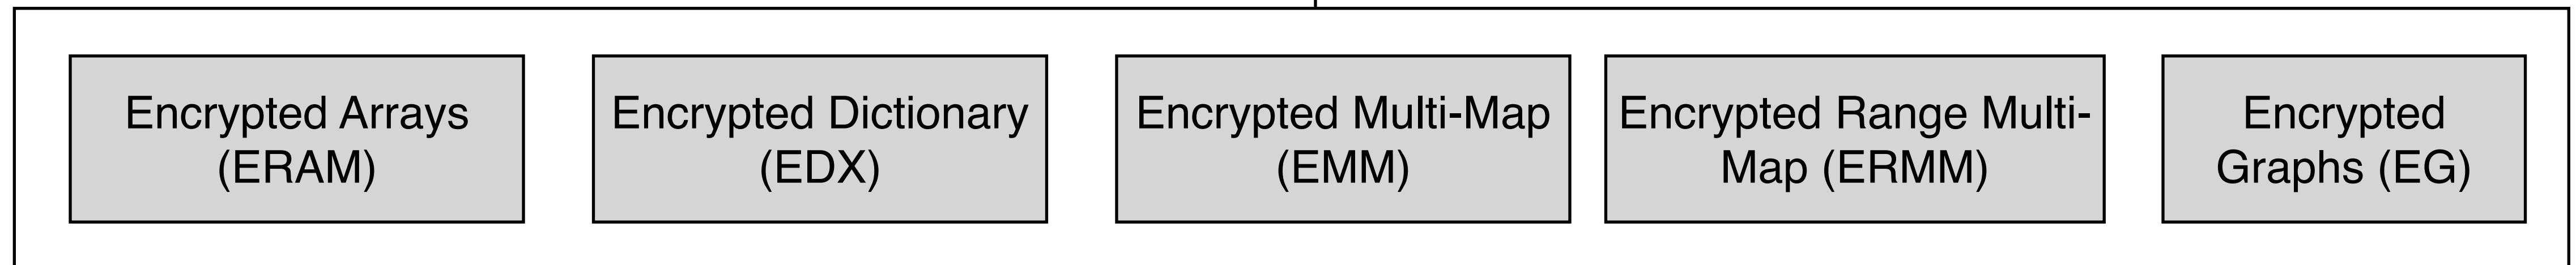 Encrypted Arrays
(ERAM)
Encrypted Dictionary
(EDX)
Encrypted Multi-Map
(EMM)
Encrypted Range Multi-
Map (ERMM)
Encrypted
Graphs (EG)